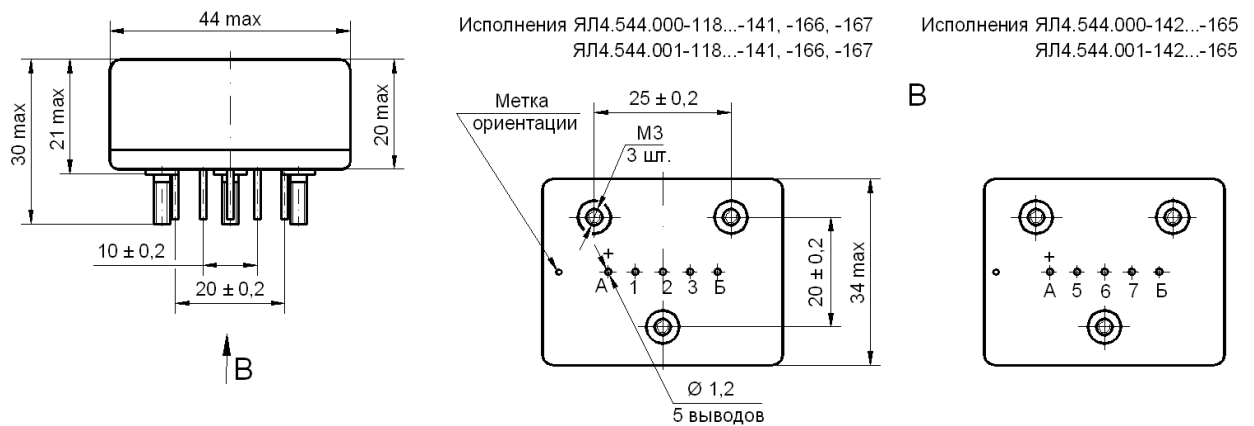 44 max
30 max
21 max
20 max
10 ± 0,2
20 ± 0,2
В
Исполнения ЯЛ4.544.000-118...-141, -166, -167
ЯЛ4.544.001-118...-141, -166, -167
Метка
ориентации
25 ± 0,2
М3
3 шт.
+
А 1 2 3 Б
20 ± 0,2
34 max
Ø 1,2
5 выводов
Исполнения ЯЛ4.544.000-142...-165
ЯЛ4.544.001-142...-165
В
+
А 5 6 7 Б